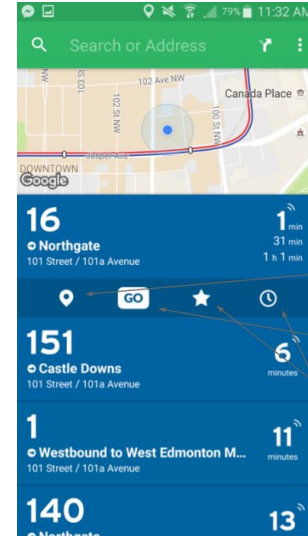 79% 11:32 AM
Search or Address
102 Ave NW
103 St
NW
102 St NW
100 St NW
Canada Place
Jasper Ave
DOWNTOWN
Google
16
Northgate
101 Street / 101a Avenue
1 min
31 min
1 h 1 min
GO
151
Castle Downs
101 Street / 101a Avenue
6
minutes
1
Westbound to West Edmonton M...
101 Street / 101a Avenue
11
minutes
140
Northgate
13